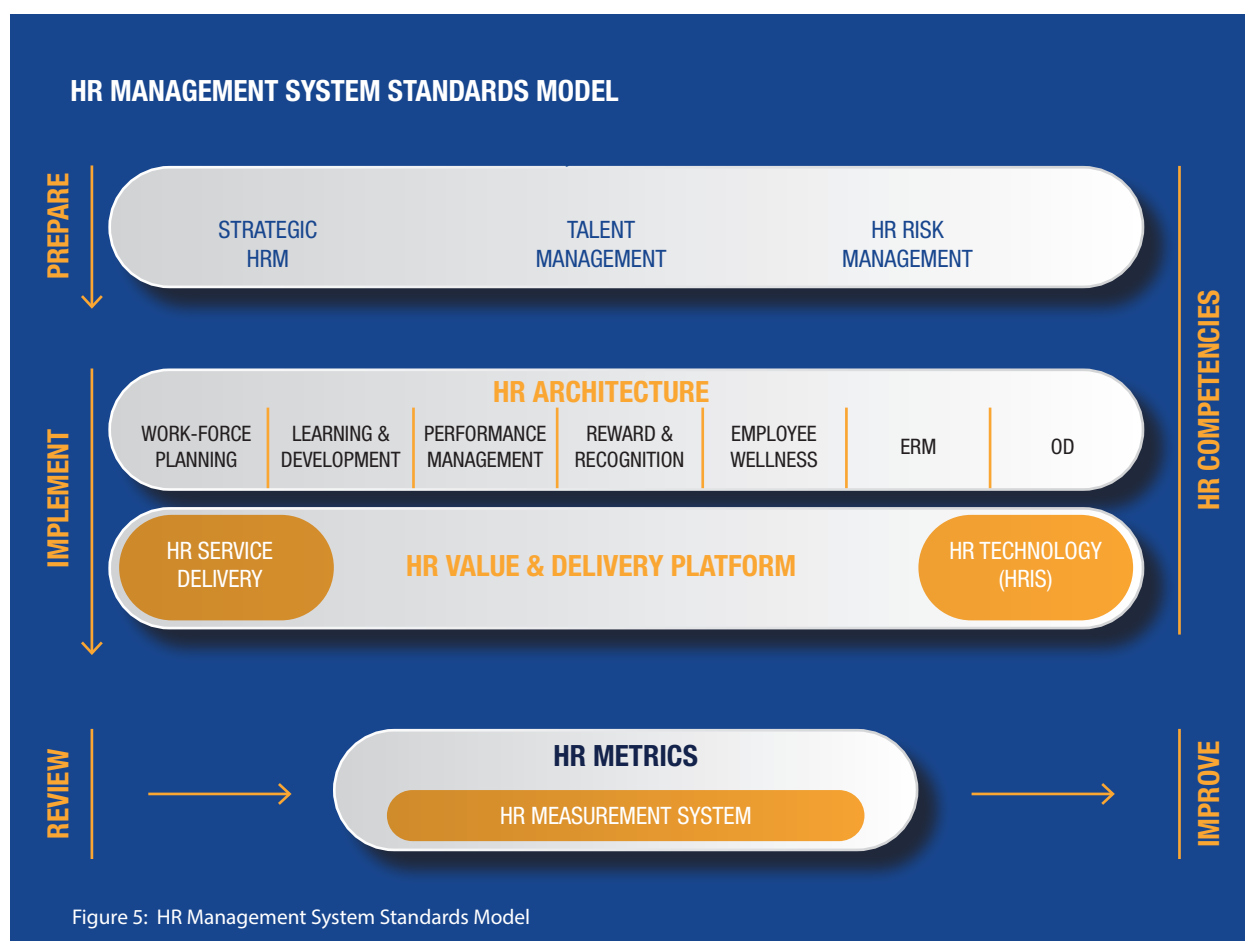 HR MANAGEMENT SYSTEM STANDARDS MODEL
PREPARE
STRATEGIC
HRM
TALENT
MANAGEMENT
HR RISK
MANAGEMENT
HR COMPETENCIES
IMPLEMENT
HR ARCHITECTURE
WORK-FORCE
PLANNING
LEARNING &
DEVELOPMENT
PERFORMANCE
MANAGEMENT
REWARD &
RECOGNITION
EMPLOYEE
WELLNESS
ERM
OD
HR SERVICE
DELIVERY
HR VALUE & DELIVERY PLATFORM
HR TECHNOLOGY
(HRIS)
REVIEW
HR METRICS
HR MEASUREMENT SYSTEM
IMPROVE
Figure 5: HR Management System Standards Model